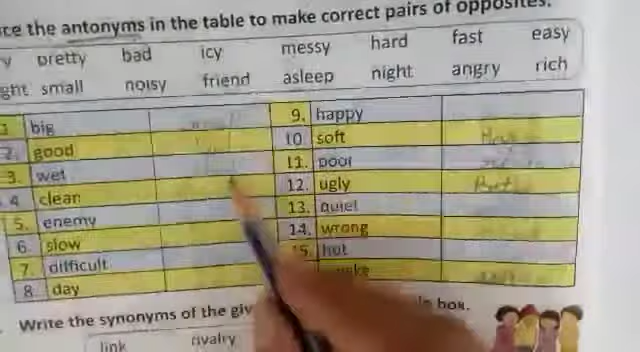 ce the antonyms in the table to make correct pairs of opposites.
y pretty bad icy messy hard fast easy
ght small noisy friend asleep night angry rich
1. big 9. happy
2. good 10. soft
3. wet 11. poor
4. clean 12. ugly
5. enemy 13. quiet
6. slow 14. wrong
7. difficult 15. hot
8. day
Write the synonyms of the giv box.
link rivalry